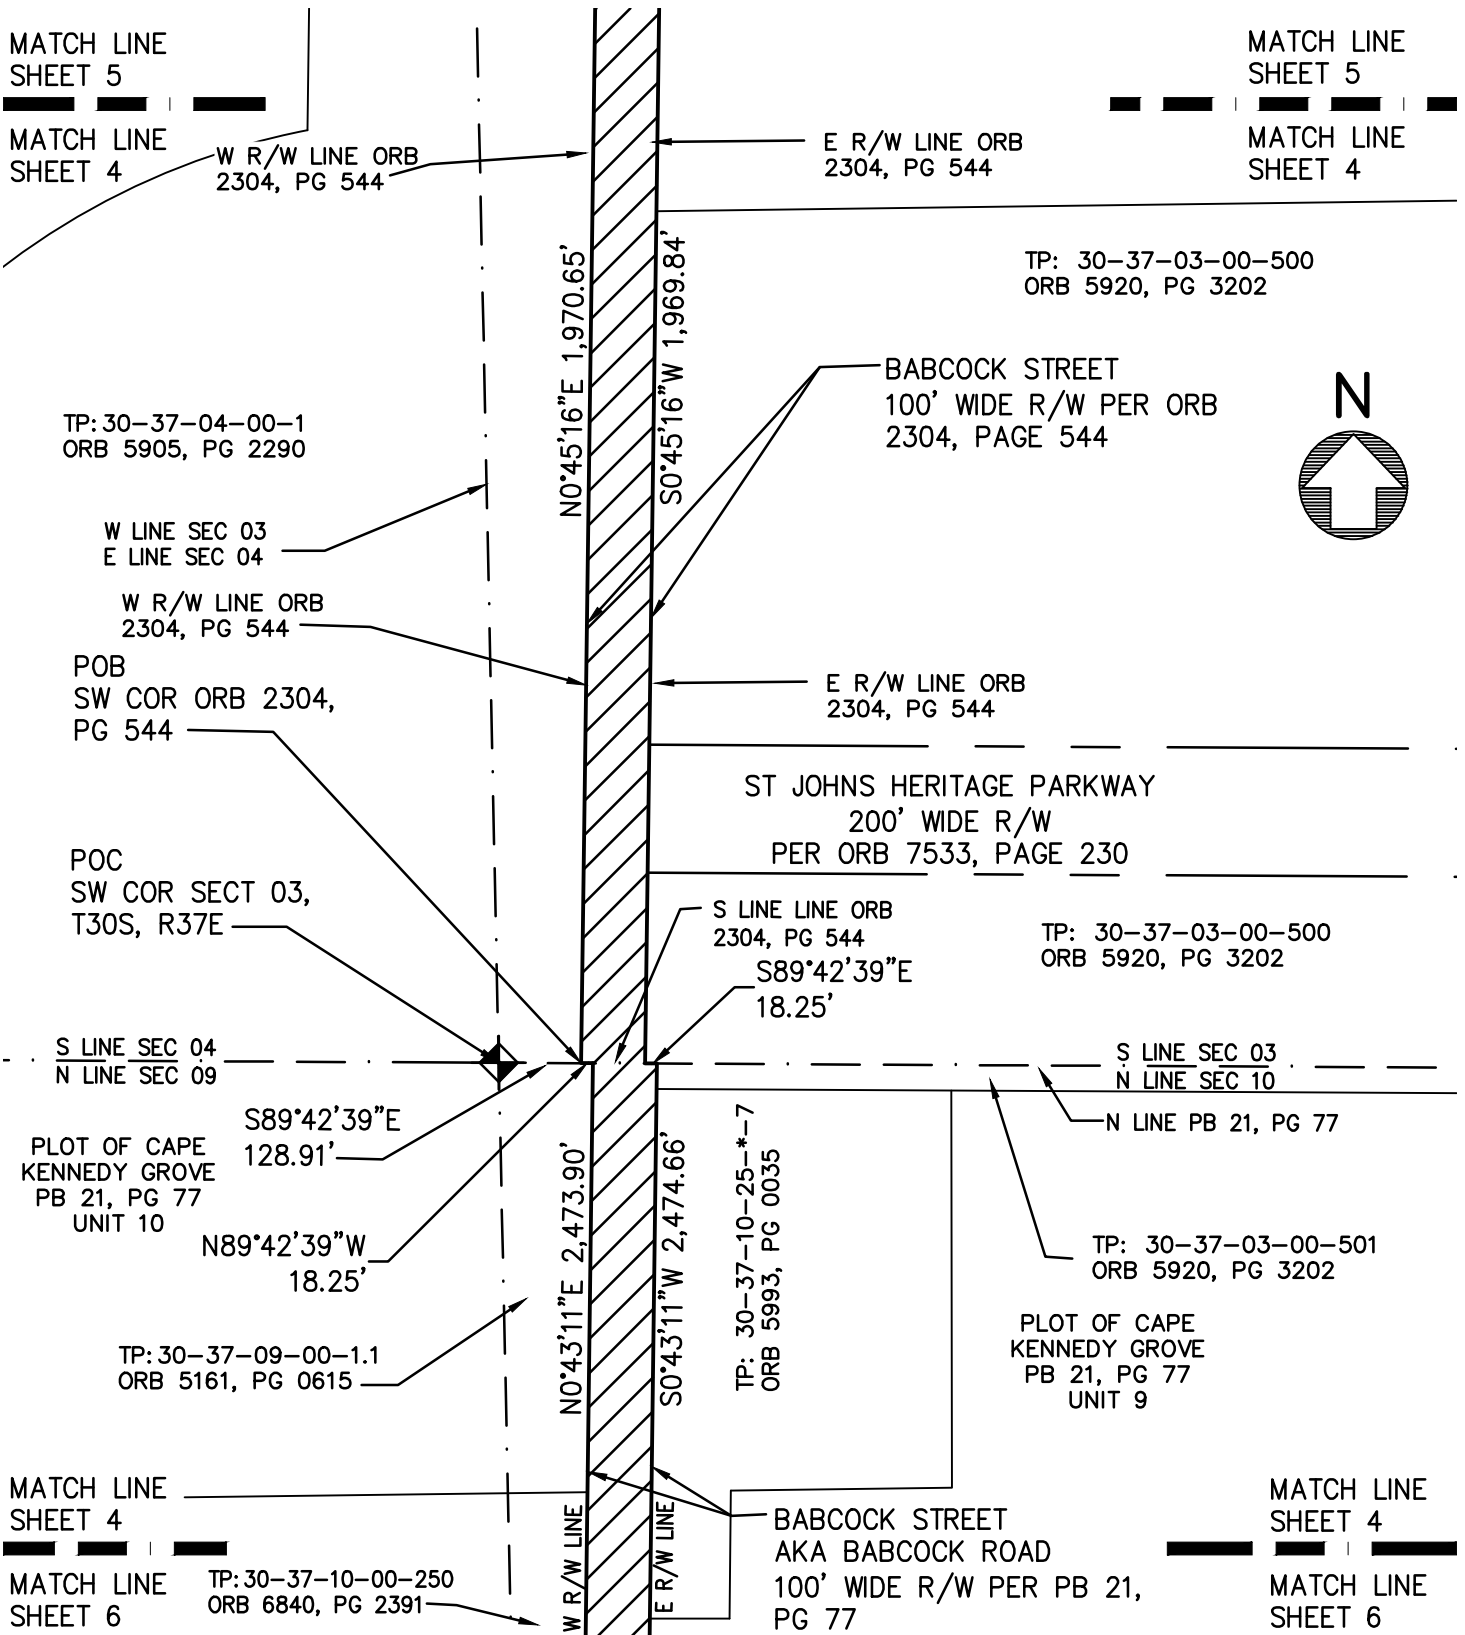 MATCH LINE
SHEET 5
MATCH LINE
SHEET 4
MATCH LINE
SHEET 5
MATCH LINE
SHEET 4
W R/W LINE ORB
2304, PG 544
E R/W LINE ORB
2304, PG 544
TP: 30-37-03-00-500
ORB 5920, PG 3202
N0°45'16"E 1,970.65'
S0°45'16"W 1,969.84'
BABCOCK STREET
100' WIDE R/W PER ORB
2304, PAGE 544
N
TP:30-37-04-00-1
ORB 5905, PG 2290
W LINE SEC 03
E LINE SEC 04
W R/W LINE ORB
2304, PG 544
POB
SW COR ORB 2304,
PG 544
E R/W LINE ORB
2304, PG 544
ST JOHNS HERITAGE PARKWAY
200' WIDE R/W
PER ORB 7533, PAGE 230
POC
SW COR SECT 03,
T30S, R37E
S LINE LINE ORB
2304, PG 544
S89°42'39"E
18.25'
TP: 30-37-03-00-500
ORB 5920, PG 3202
S LINE SEC 04
N LINE SEC 09
S LINE SEC 03
N LINE SEC 10
S89°42'39"E
128.91'
N LINE PB 21, PG 77
PLOT OF CAPE
KENNEDY GROVE
PB 21, PG 77
UNIT 10
N89°42'39"W
18.25'
N0°43'11"E 2,473.90'
S0°43'11"W 2,474.66'
TP: 30-37-10-25-*-7
ORB 5993, PG 0035
TP: 30-37-03-00-501
ORB 5920, PG 3202
PLOT OF CAPE
KENNEDY GROVE
PB 21, PG 77
UNIT 9
TP:30-37-09-00-1.1
ORB 5161, PG 0615
MATCH LINE
SHEET 4
MATCH LINE
SHEET 6
TP:30-37-10-00-250
ORB 6840, PG 2391
W R/W LINE
E R/W LINE
BABCOCK STREET
AKA BABCOCK ROAD
100' WIDE R/W PER PB 21,
PG 77
MATCH LINE
SHEET 4
MATCH LINE
SHEET 6